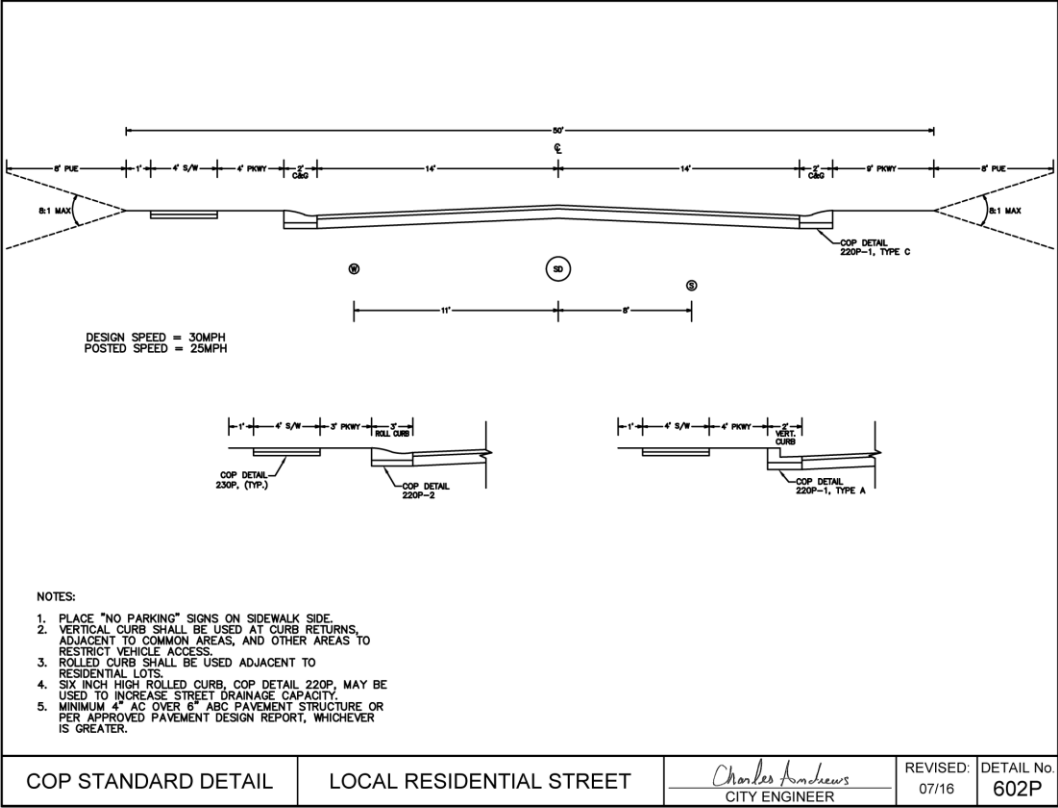 50'
℄
8' PUE 1' 4' S/W 4' PKWY 2' C&G 14' 14' 2' C&G 9' PKWY 8' PUE
8:1 MAX
8:1 MAX
COP DETAIL
220P-1, TYPE C
W
SD
S
11' 8'
DESIGN SPEED = 30MPH
POSTED SPEED = 25MPH
1' 4' S/W 3' PKWY 3'
ROLL CURB
COP DETAIL
230P, (TYP.)
COP DETAIL
220P-2
1' 4' S/W 4' PKWY 2'
VERT.
CURB
COP DETAIL
220P-1, TYPE A
NOTES:
1. PLACE "NO PARKING" SIGNS ON SIDEWALK SIDE.
2. VERTICAL CURB SHALL BE USED AT CURB RETURNS,
ADJACENT TO COMMON AREAS, AND OTHER AREAS TO
RESTRICT VEHICLE ACCESS.
3. ROLLED CURB SHALL BE USED ADJACENT TO
RESIDENTIAL LOTS.
4. SIX INCH HIGH ROLLED CURB, COP DETAIL 220P, MAY BE
USED TO INCREASE STREET DRAINAGE CAPACITY.
5. MINIMUM 4" AC OVER 6" ABC PAVEMENT STRUCTURE OR
PER APPROVED PAVEMENT DESIGN REPORT, WHICHEVER
IS GREATER.
COP STANDARD DETAIL
LOCAL RESIDENTIAL STREET
Charles Andrews
CITY ENGINEER
REVISED:
07/16
DETAIL No.
602P